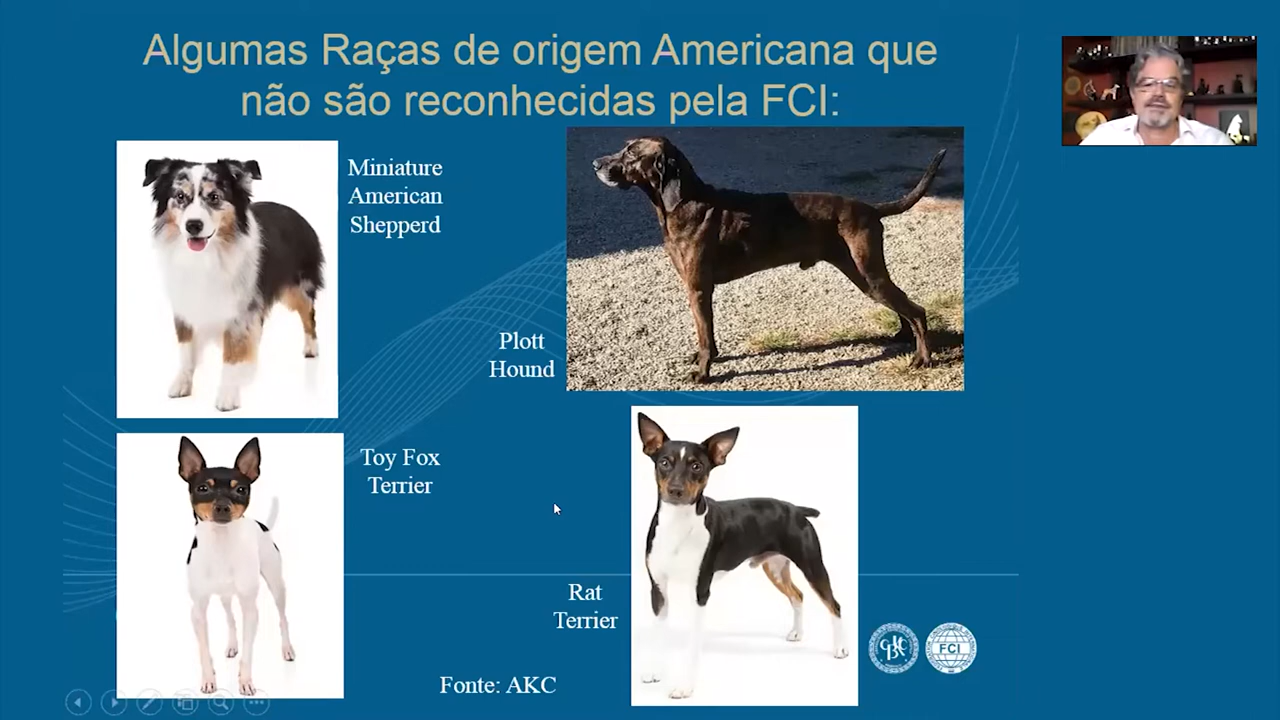 Algumas Raças de origem Americana que
não são reconhecidas pela FCI:
Miniature
American
Shepperd
Plott
Hound
Toy Fox
Terrier
Rat
Terrier
Fonte: AKC
FCI